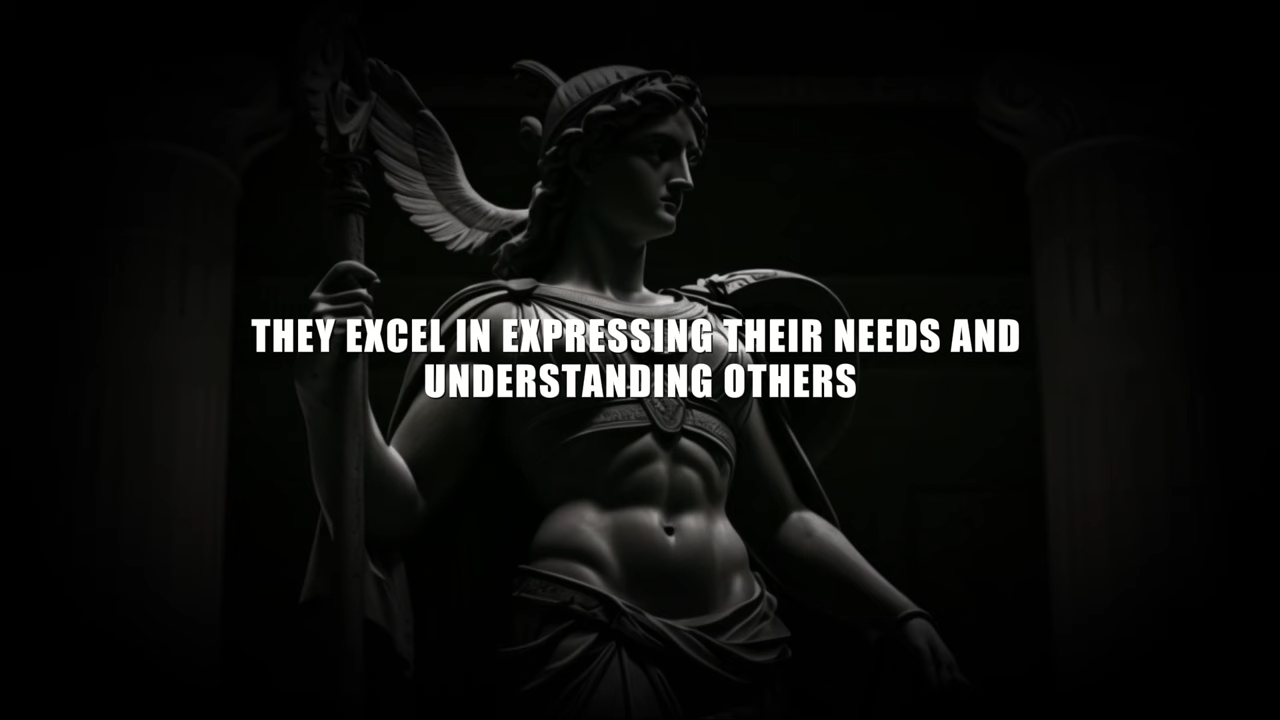 THEY EXCEL IN EXPRESSING THEIR NEEDS AND
UNDERSTANDING OTHERS